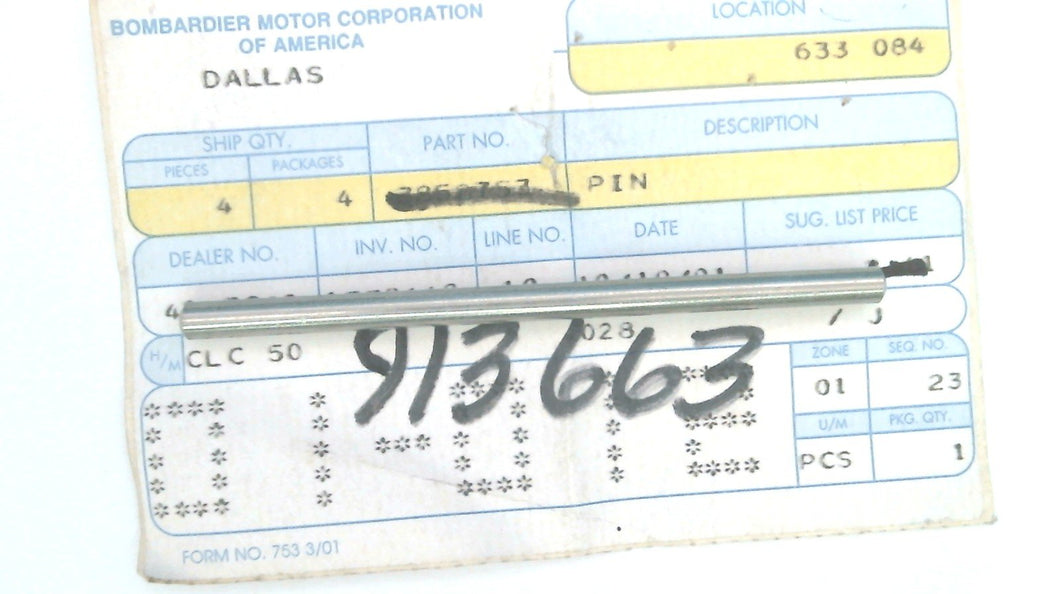 BOMBARDIER MOTOR CORPORATION
OF AMERICA
DALLAS
LOCATION
633 084
SHIP QTY.
PIECES PACKAGES
PART NO.
DESCRIPTION
4 4 PIN
DEALER NO. INV. NO. LINE NO. DATE SUG. LIST PRICE
H/M CLC 50 028 / J
913663
ZONE SEQ. NO.
01 23
U/M PKG. QTY.
PCS 1
FORM NO. 753 3/01